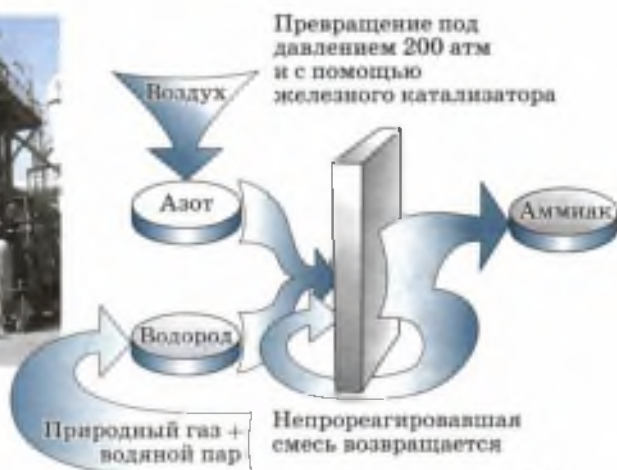 Превращение под
давлением 200 атм
и с помощью
железного катализатора
Воздух
Азот
Аммиак
Водород
Природный газ +
водяной пар
Непрореагировавшая
смесь возвращается